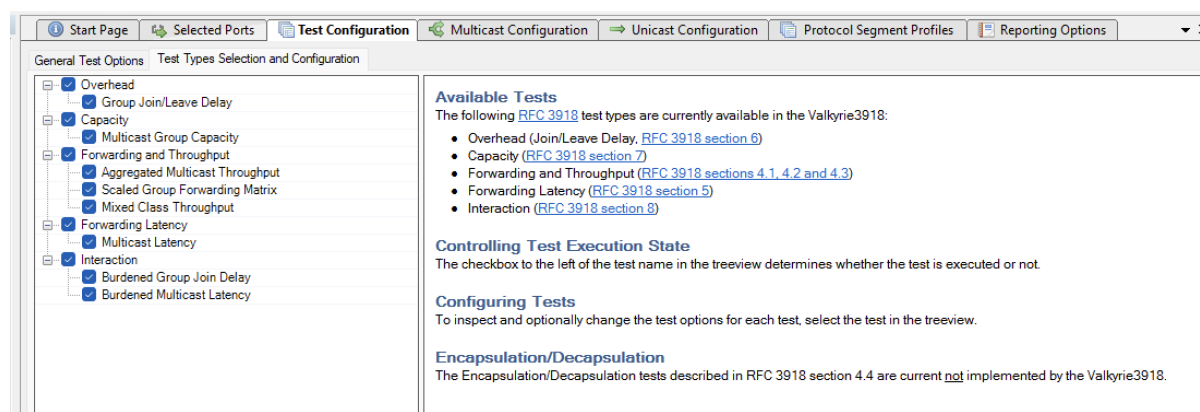 Start Page Selected Ports Test Configuration Multicast Configuration Unicast Configuration Protocol Segment Profiles Reporting Options
General Test Options Test Types Selection and Configuration
Overhead
Group Join/Leave Delay
Capacity
Multicast Group Capacity
Forwarding and Throughput
Aggregated Multicast Throughput
Scaled Group Forwarding Matrix
Mixed Class Throughput
Forwarding Latency
Multicast Latency
Interaction
Burdened Group Join Delay
Burdened Multicast Latency
Available Tests
The following RFC 3918 test types are currently available in the Valkyrie3918:
• Overhead (Join/Leave Delay, RFC 3918 section 6)
• Capacity (RFC 3918 section 7)
• Forwarding and Throughput (RFC 3918 sections 4.1, 4.2 and 4.3)
• Forwarding Latency (RFC 3918 section 5)
• Interaction (RFC 3918 section 8)
Controlling Test Execution State
The checkbox to the left of the test name in the treeview determines whether the test is executed or not.
Configuring Tests
To inspect and optionally change the test options for each test, select the test in the treeview.
Encapsulation/Decapsulation
The Encapsulation/Decapsulation tests described in RFC 3918 section 4.4 are current not implemented by the Valkyrie3918.